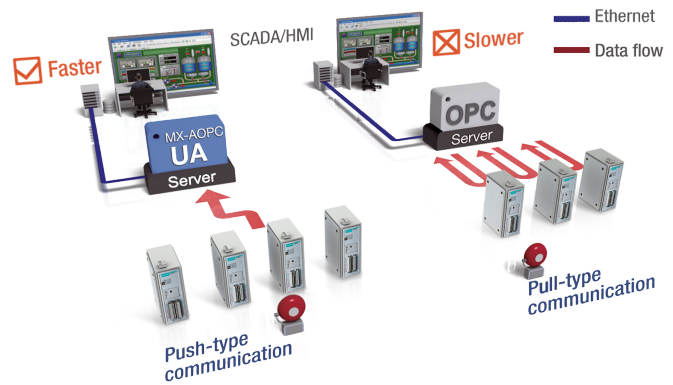 Faster
SCADA/HMI
Slower
Ethernet
Data flow
MX-AOPC
UA
Server
OPC
Server
Push-type
communication
Pull-type
communication